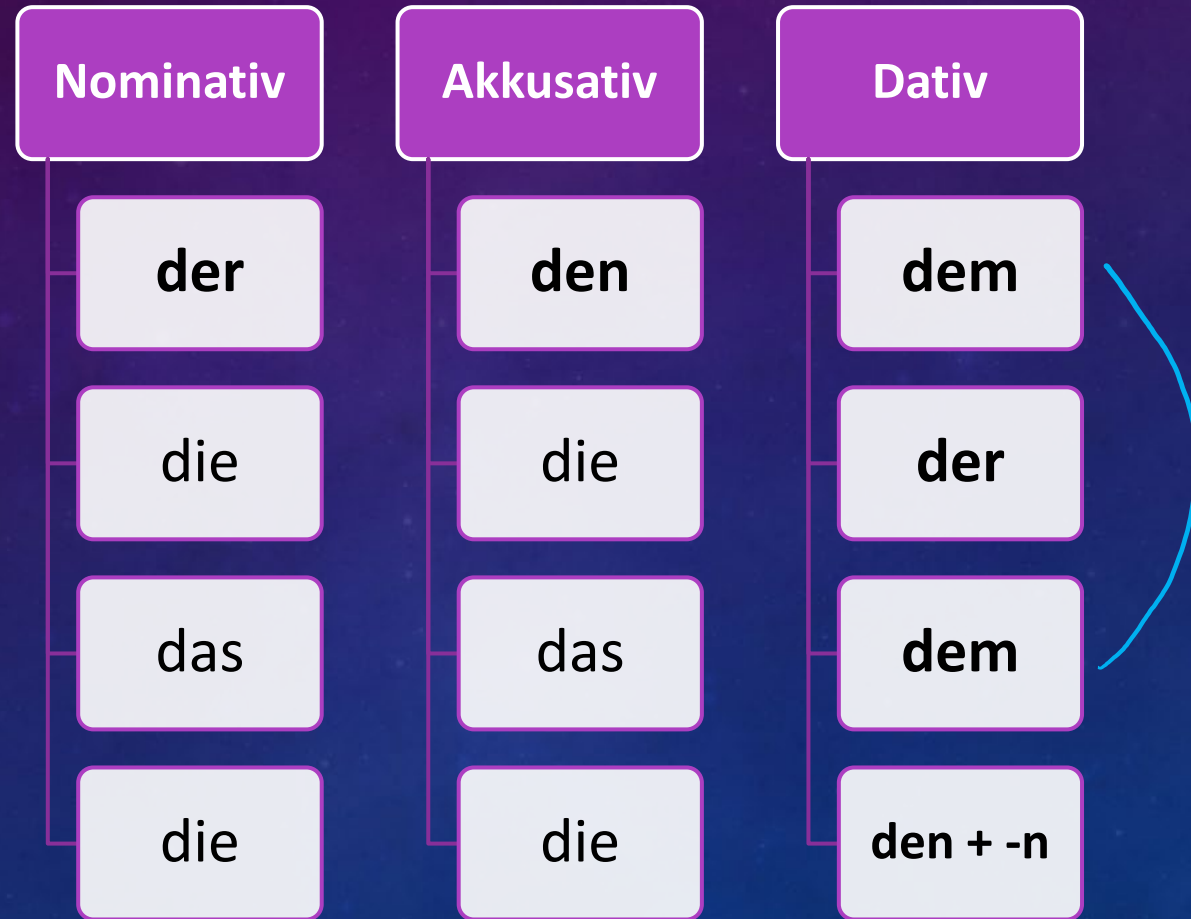 Nominativ
der
die
das
die
Akkusativ
den
die
das
die
Dativ
dem
der
dem
den + -n